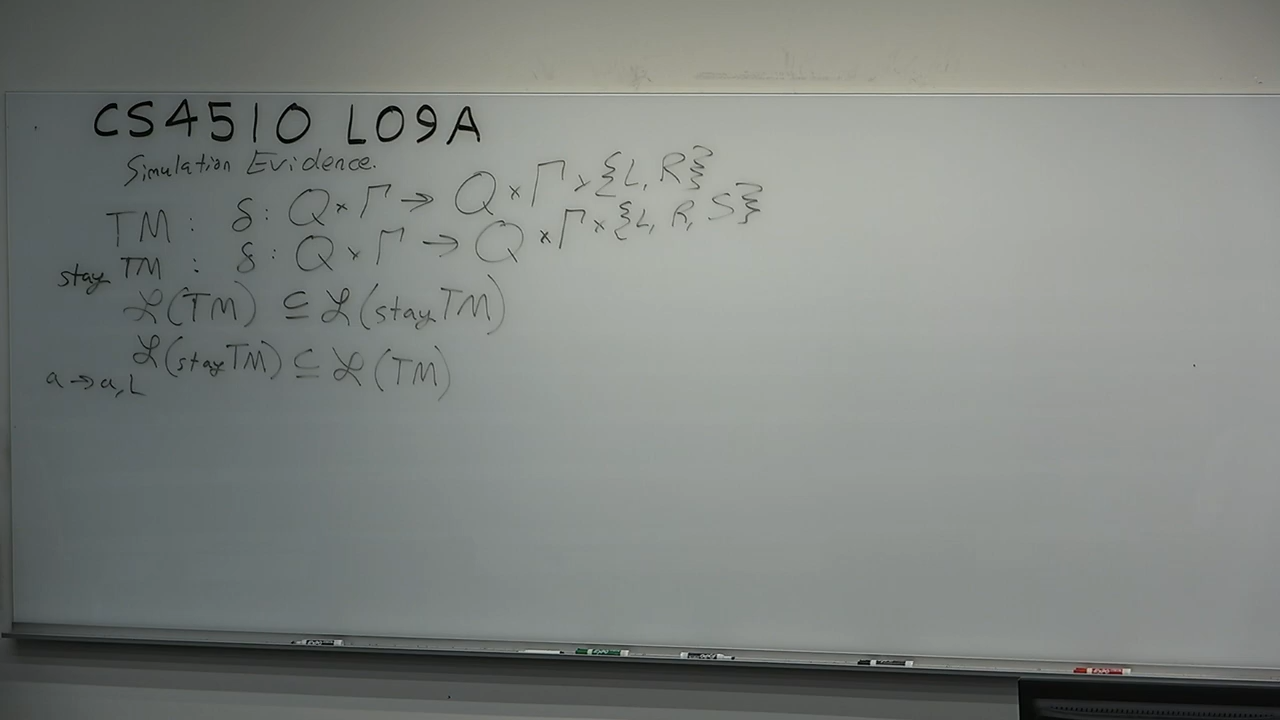 CS4510 L09A
Simulation Evidence.
TM: δ: Q × Γ → Q × Γ × {L, R}
stay TM: δ: Q × Γ → Q × Γ × {L, R, S}
ℒ(TM) ⊆ ℒ(stay TM)
ℒ(stay TM) ⊆ ℒ(TM)
a → a, L